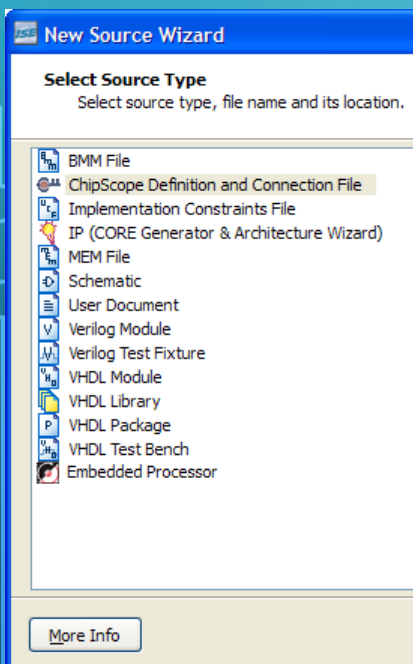 ISE New Source Wizard
Select Source Type
Select source type, file name and its location.
BMM File
ChipScope Definition and Connection File
Implementation Constraints File
IP (CORE Generator & Architecture Wizard)
MEM File
Schematic
User Document
Verilog Module
Verilog Test Fixture
VHDL Module
VHDL Library
VHDL Package
VHDL Test Bench
Embedded Processor
More Info